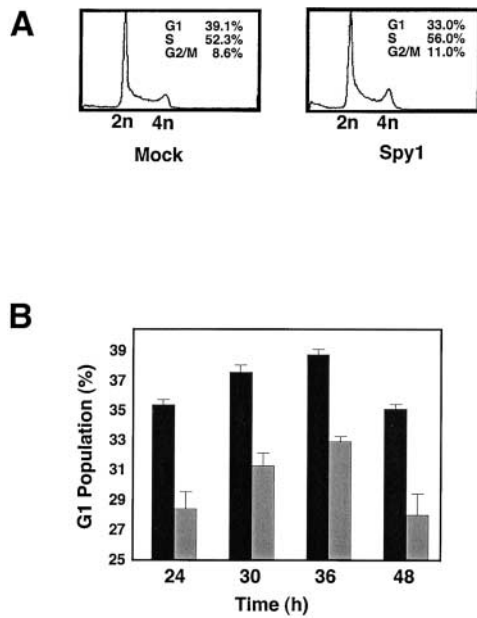 A
G1 39.1%
S 52.3%
G2/M 8.6%
2n 4n
Mock
G1 33.0%
S 56.0%
G2/M 11.0%
2n 4n
Spy1
B
G1 Population (%)
39
37
35
33
31
29
27
25
24 30 36 48
Time (h)